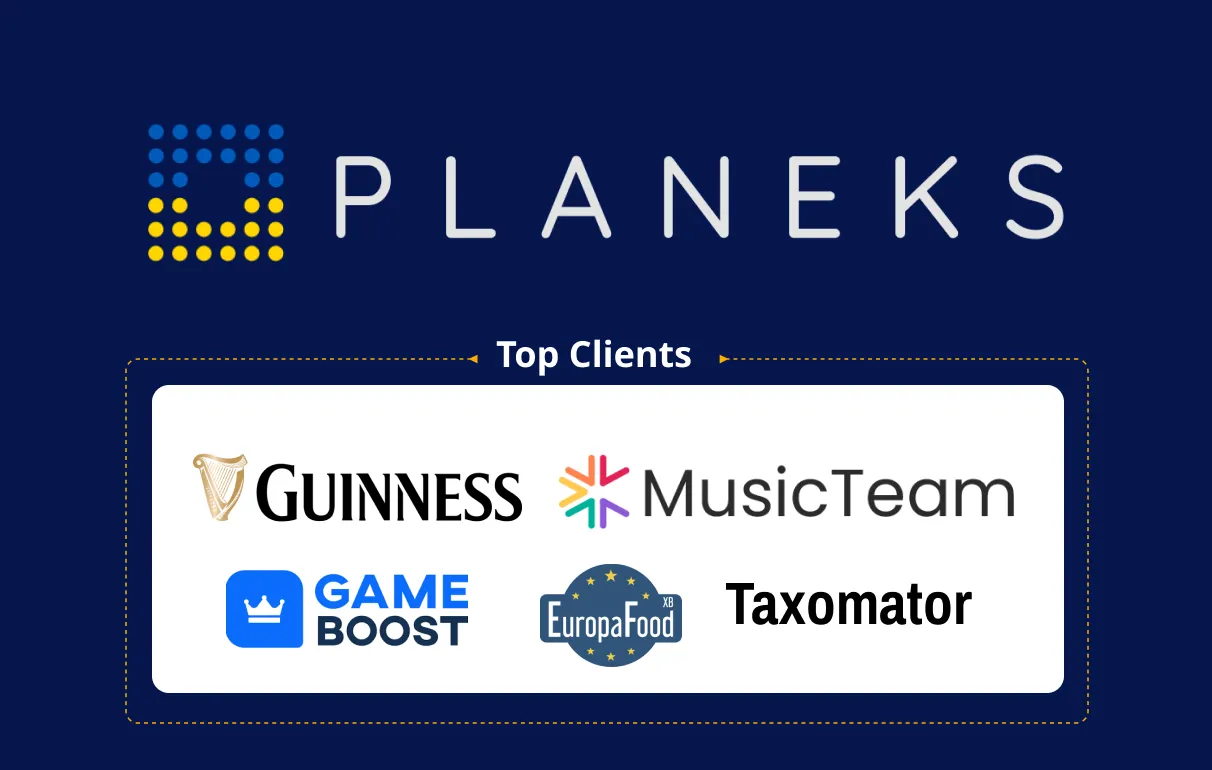 PLANEKS
Top Clients
GUINNESS
MusicTeam
GAME
BOOST
EuropaFood XB
Taxomator